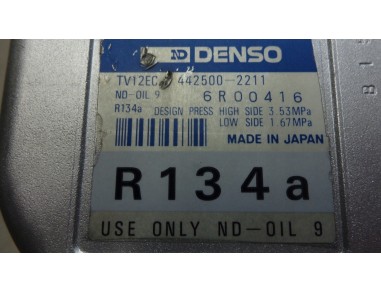 ND DENSO
TV12EC 442500-2211
ND-OIL 9 6R00416
R134a DESIGN PRESS HIGH SIDE 3.53MPa
LOW SIDE 1.67MPa
MADE IN JAPAN
R134a
USE ONLY ND-OIL 9